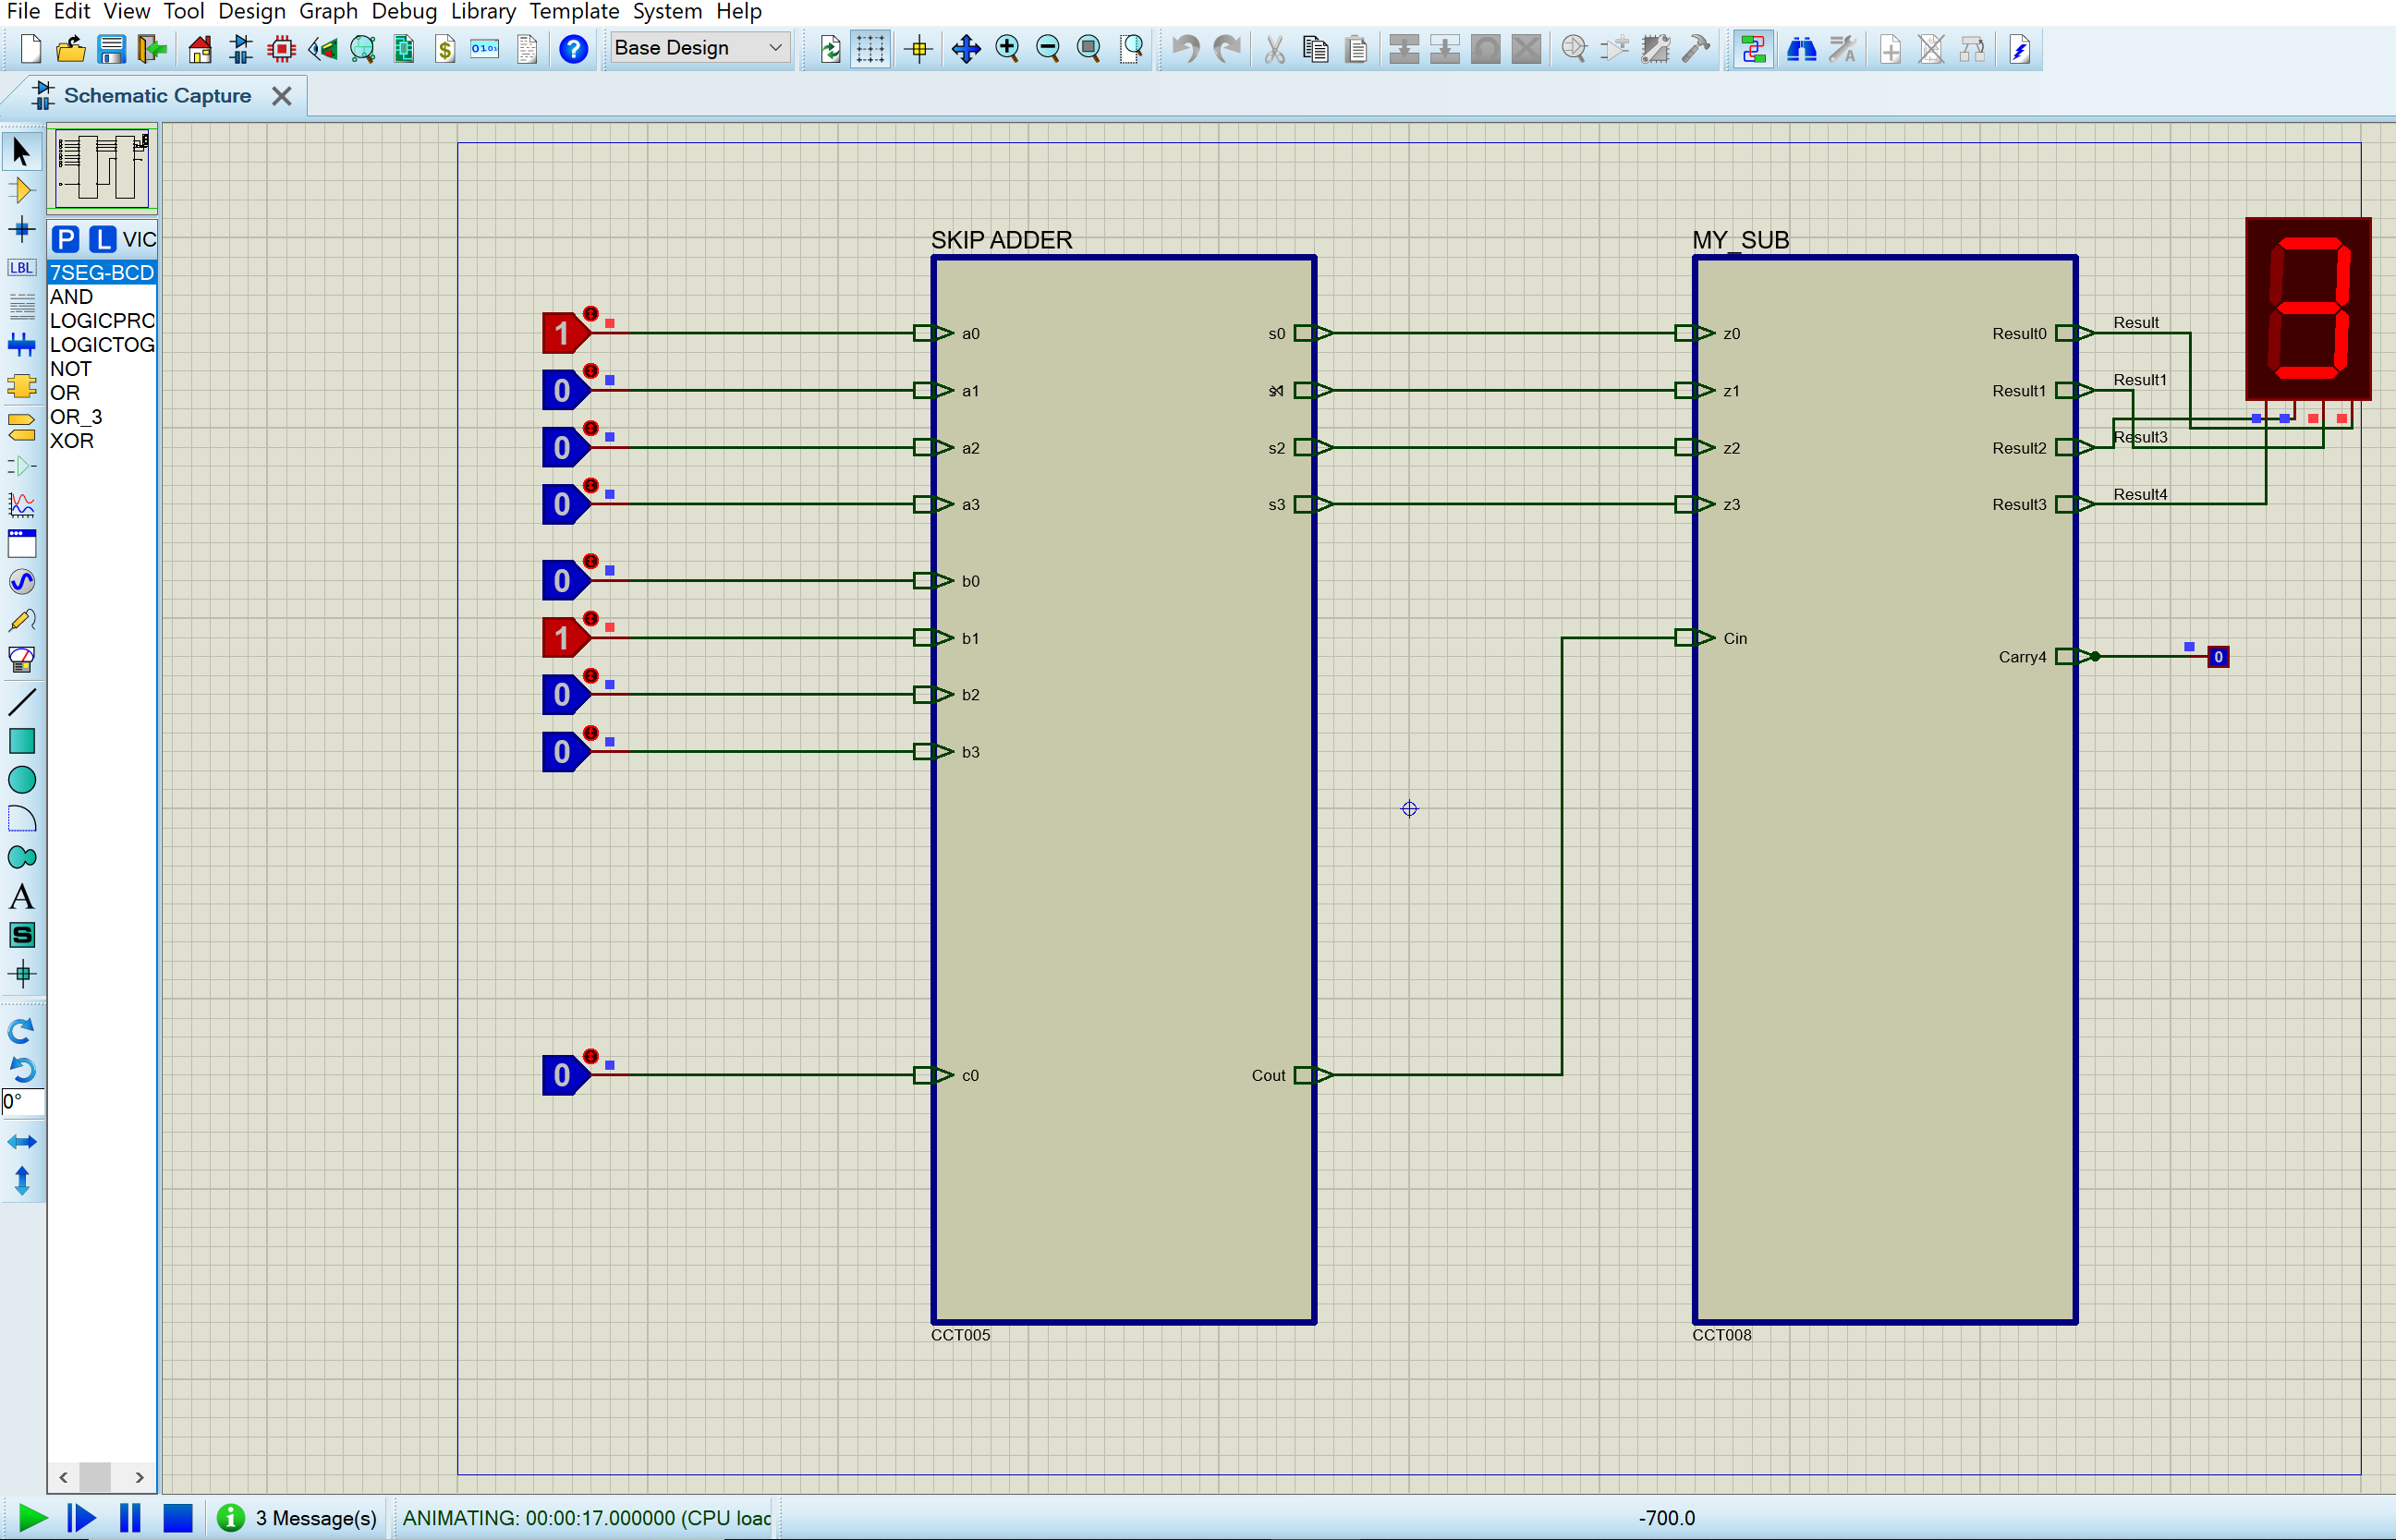 File Edit View Tool Design Graph Debug Library Template System Help
Base Design
Schematic Capture
P L VIC
7SEG-BCD
AND
LOGICPRO
LOGICTOG
NOT
OR
OR_3
XOR
LBL
A
S
0°
SKIP ADDER
MY_SUB
1 a0 s0 z0 Result0 Result
0 a1 s1 z1 Result1 Result1
0 a2 s2 z2 Result2 Result3
0 a3 s3 z3 Result3 Result4
0 b0
1 b1 Cin
0 b2 Carry4 0
0 b3
0 c0 Cout
CCT005
CCT008
3 Message(s) ANIMATING: 00:00:17.000000 (CPU load -700.0